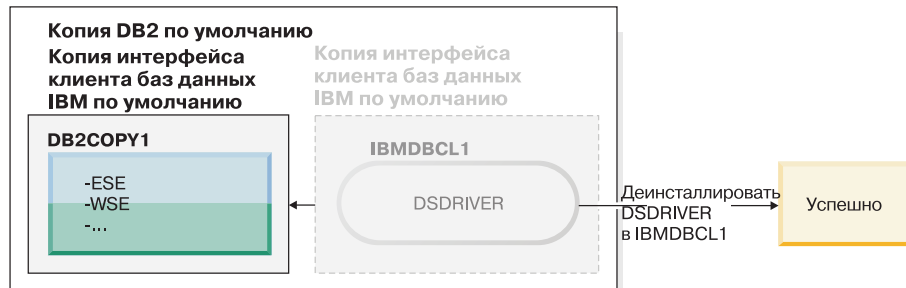 Копия DB2 по умолчанию
Копия интерфейса
клиента баз данных
IBM по умолчанию
Копия интерфейса
клиента баз данных
IBM по умолчанию
DB2COPY1
-ESE
-WSE
-...
IBMDBCL1
DSDRIVER
Деинсталлировать
DSDRIVER
в IBMDBCL1
Успешно